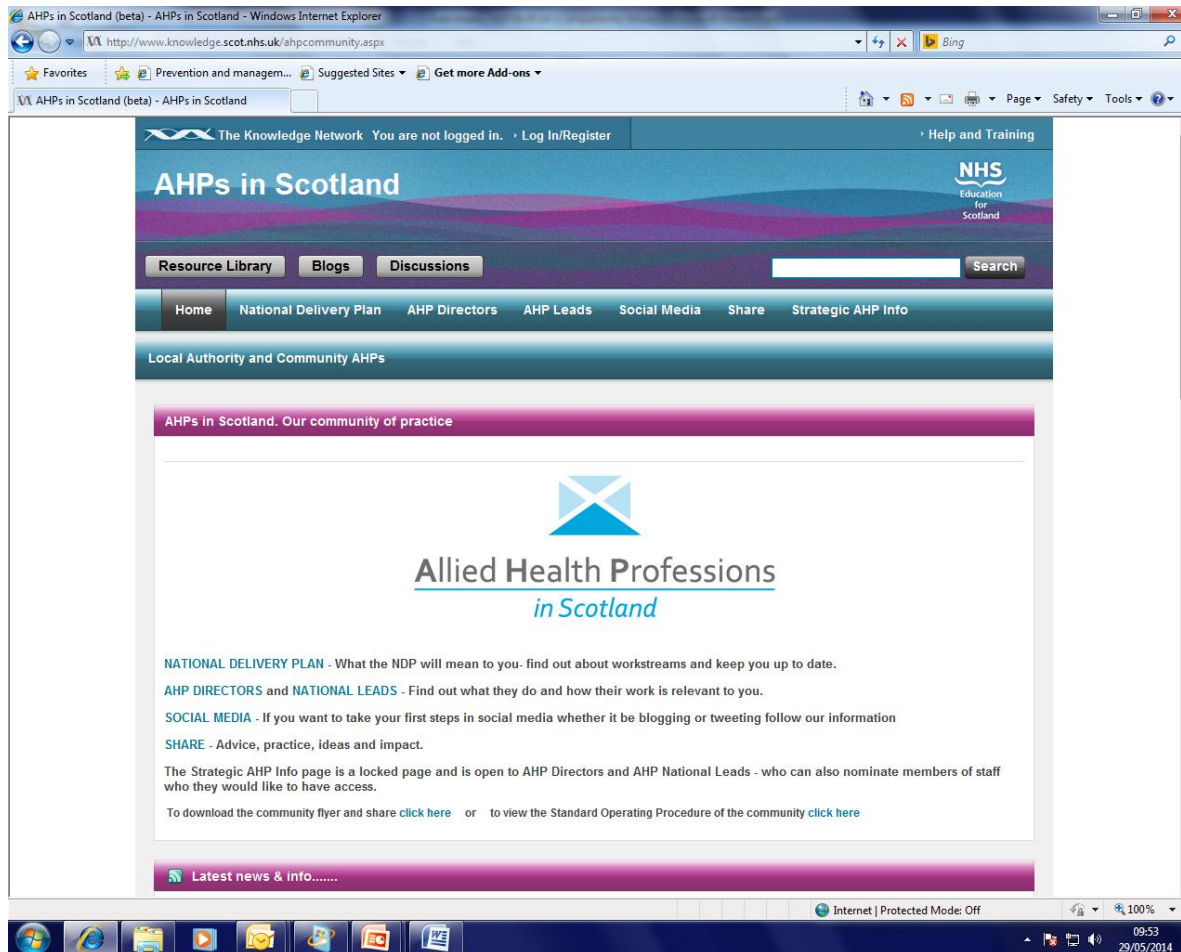 AHPs in Scotland (beta) - AHPs in Scotland - Windows Internet Explorer
http://www.knowledge.scot.nhs.uk/ahpcommunity.aspx
Bing
Favorites Prevention and managem... Suggested Sites Get more Add-ons
AHPs in Scotland (beta) - AHPs in Scotland
Page Safety Tools
The Knowledge Network You are not logged in. Log In/Register Help and Training
AHPs in Scotland
NHS
Education
for
Scotland
Resource Library Blogs Discussions Search
Home National Delivery Plan AHP Directors AHP Leads Social Media Share Strategic AHP Info
Local Authority and Community AHPs
AHPs in Scotland. Our community of practice
Allied Health Professions
in Scotland
NATIONAL DELIVERY PLAN - What the NDP will mean to you- find out about workstreams and keep you up to date.
AHP DIRECTORS and NATIONAL LEADS - Find out what they do and how their work is relevant to you.
SOCIAL MEDIA - If you want to take your first steps in social media whether it be blogging or tweeting follow our information
SHARE - Advice, practice, ideas and impact.
The Strategic AHP Info page is a locked page and is open to AHP Directors and AHP National Leads - who can also nominate members of staff
who they would like to have access.
To download the community flyer and share click here or to view the Standard Operating Procedure of the community click here
Latest news & info.......
Internet | Protected Mode: Off 100%
09:53
29/05/2014